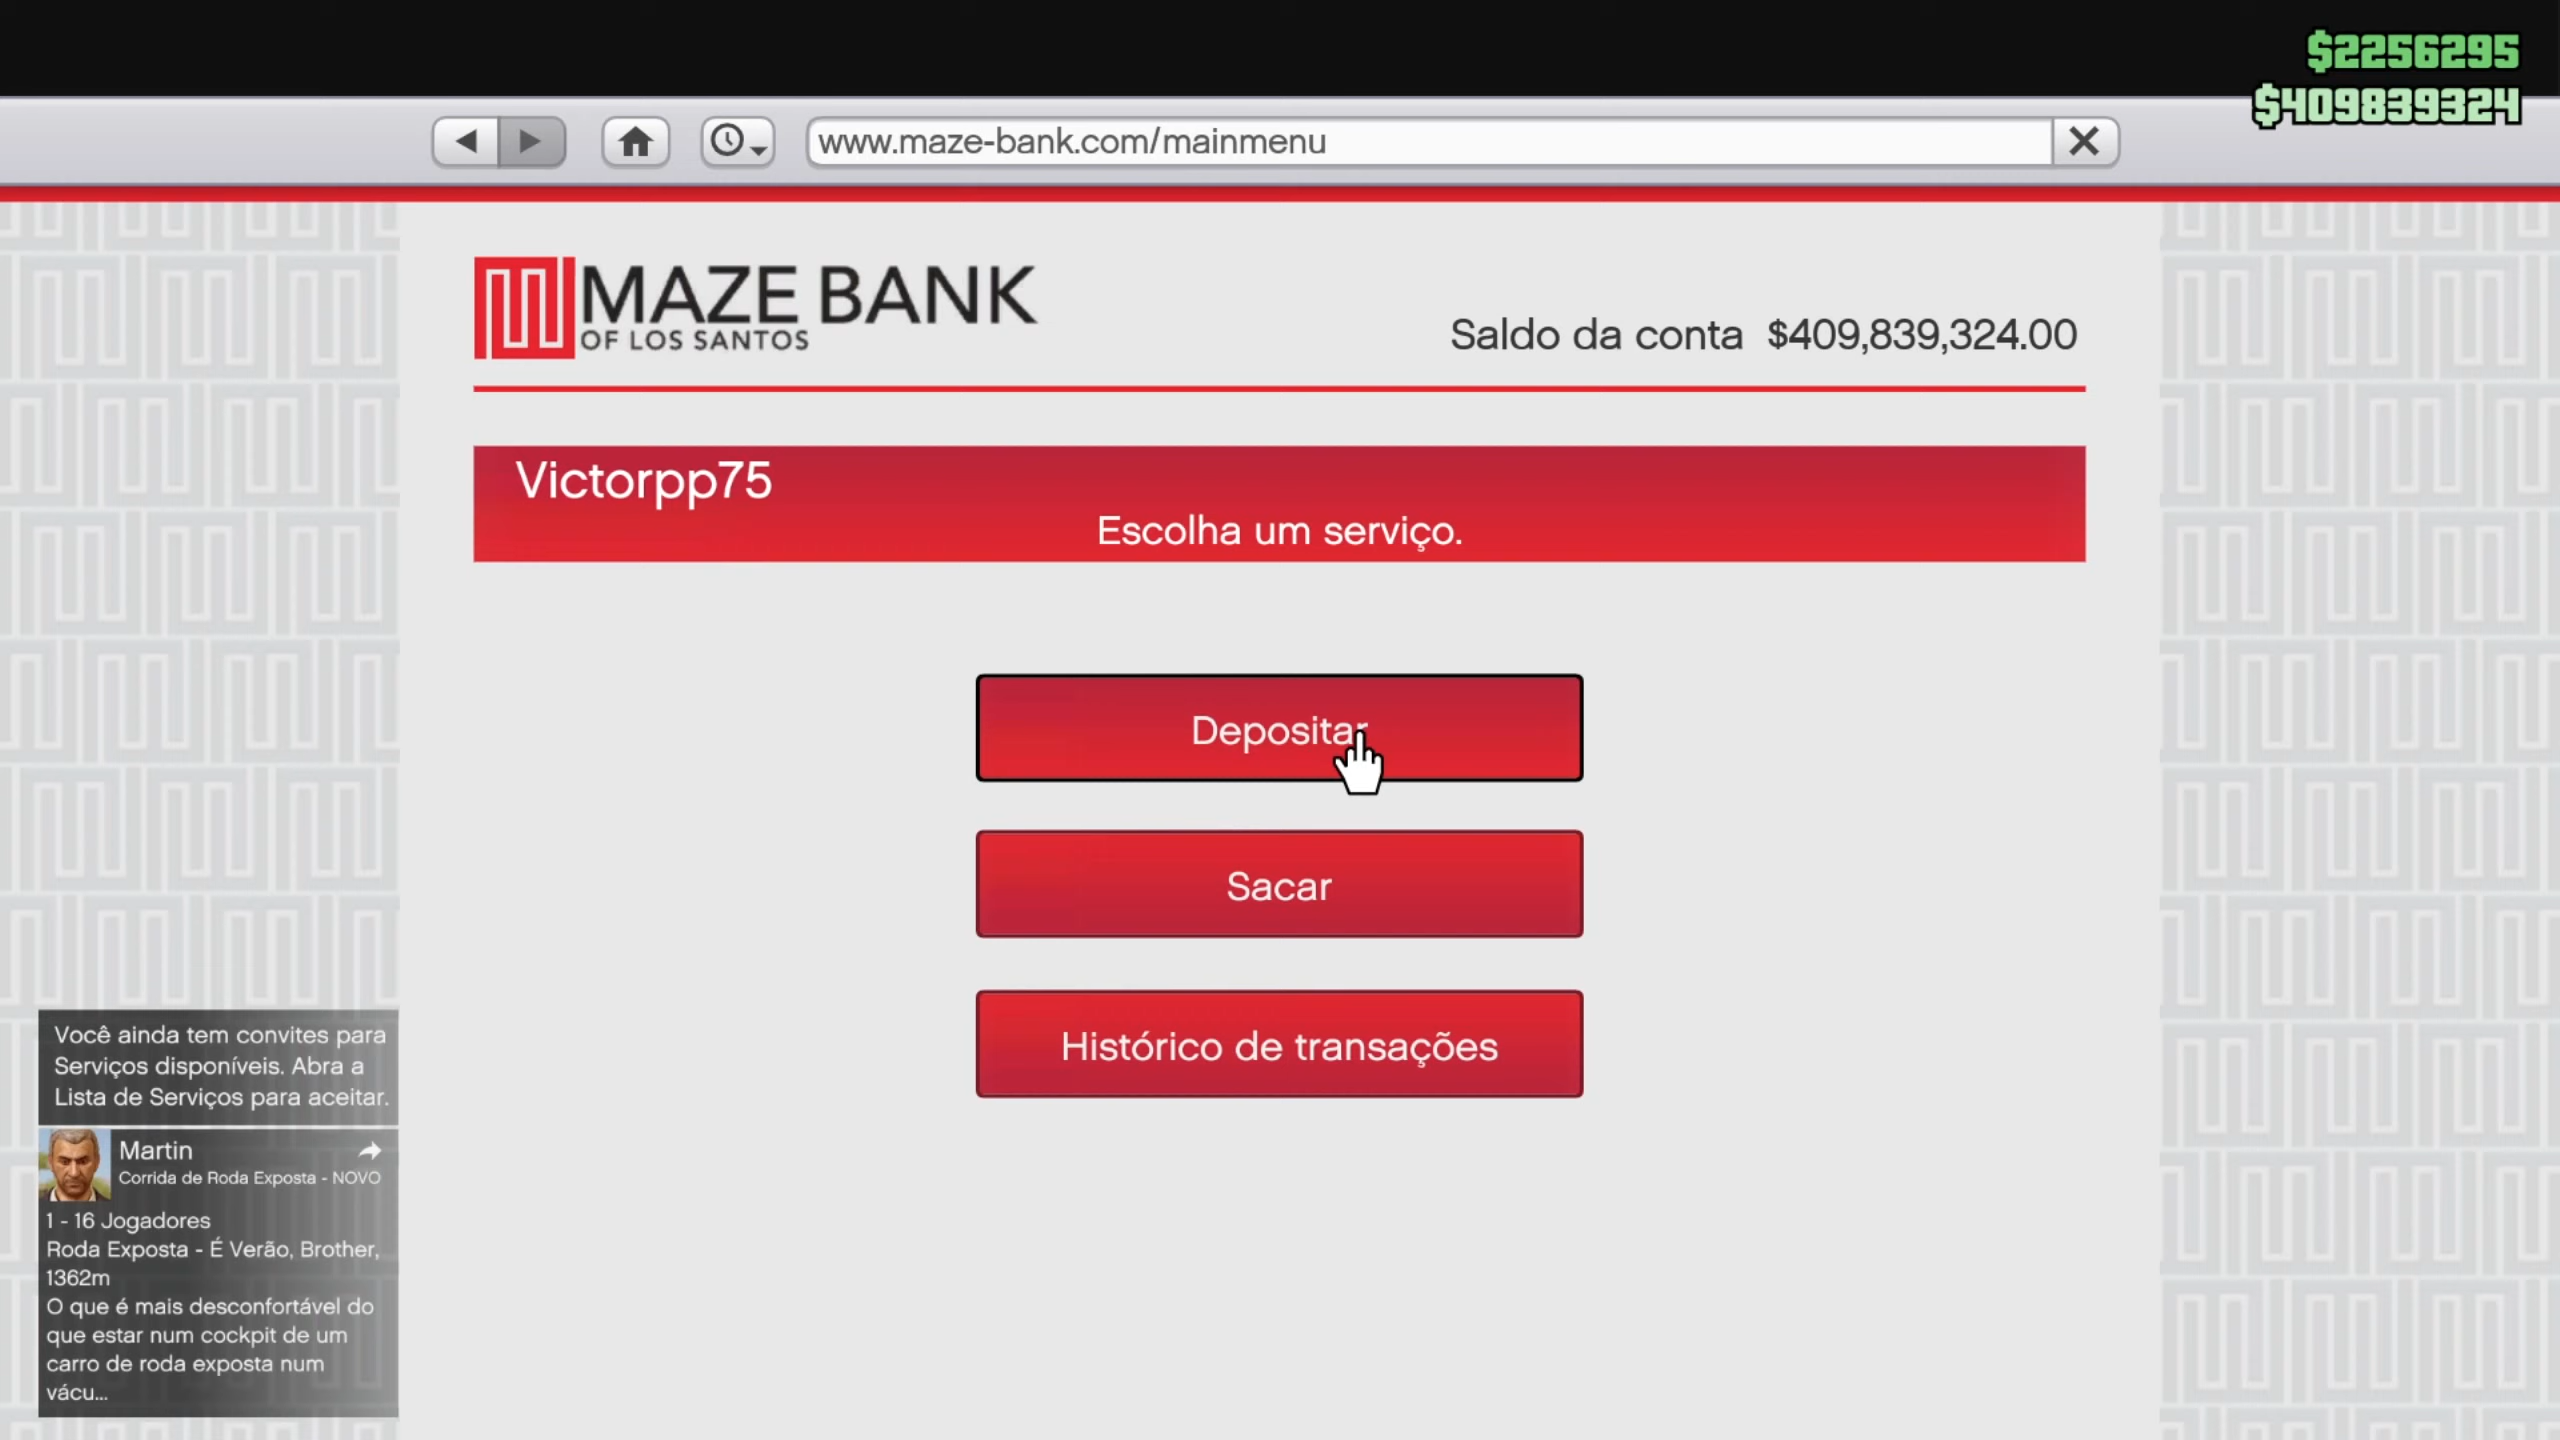 $2256295
$409839324
www.maze-bank.com/mainmenu
MAZE BANK
OF LOS SANTOS
Saldo da conta $409,839,324.00
Victorpp75
Escolha um serviço.
Depositar
Sacar
Histórico de transações
Você ainda tem convites para
Serviços disponíveis. Abra a
Lista de Serviços para aceitar.
Martin
Corrida de Roda Exposta - NOVO
1 - 16 Jogadores
Roda Exposta - É Verão, Brother,
1362m
O que é mais desconfortável do
que estar num cockpit de um
carro de roda exposta num
vácu...